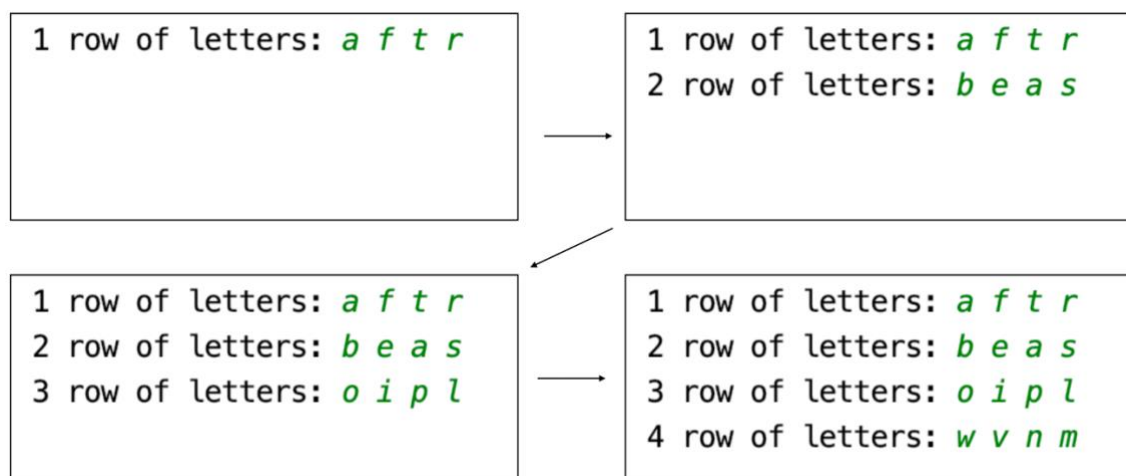 1 row of letters: a f t r
1 row of letters: a f t r
2 row of letters: b e a s
1 row of letters: a f t r
2 row of letters: b e a s
3 row of letters: o i p l
1 row of letters: a f t r
2 row of letters: b e a s
3 row of letters: o i p l
4 row of letters: w v n m